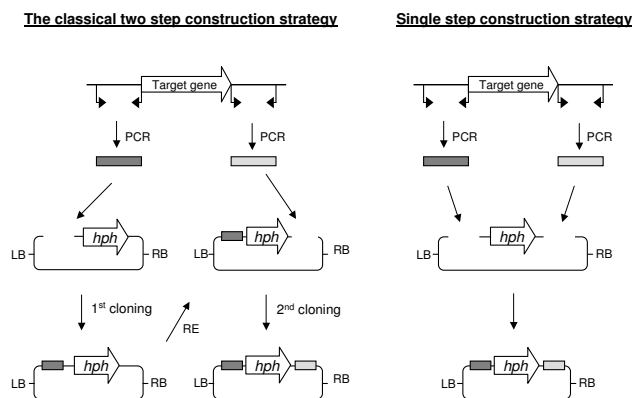 The classical two step construction strategy
Single step construction strategy
Target gene
Target gene
PCR
PCR
PCR
PCR
hph
LB
RB
hph
LB
RB
hph
LB
RB
1st cloning
RE
2nd cloning
hph
LB
RB
hph
LB
RB
hph
LB
RB